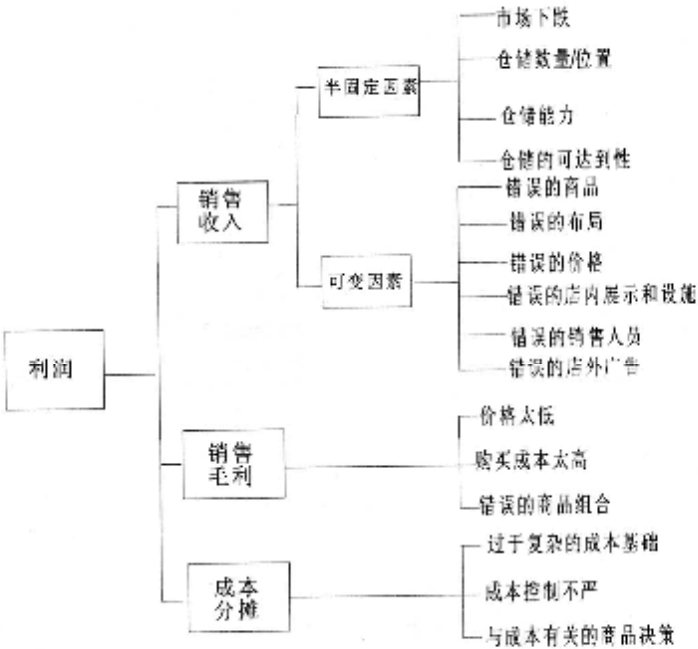 市场下跌
仓储数量/位置
半固定因素
仓储能力
仓储的可达到性
错误的商品
销售
收入
错误的布局
错误的价格
可变因素
错误的店内展示和设施
错误的销售人员
利润
错误的店外广告
价格太低
销售
毛利
购买成本太高
错误的商品组合
过于复杂的成本基础
成本
分摊
成本控制不严
与成本有关的商品决策